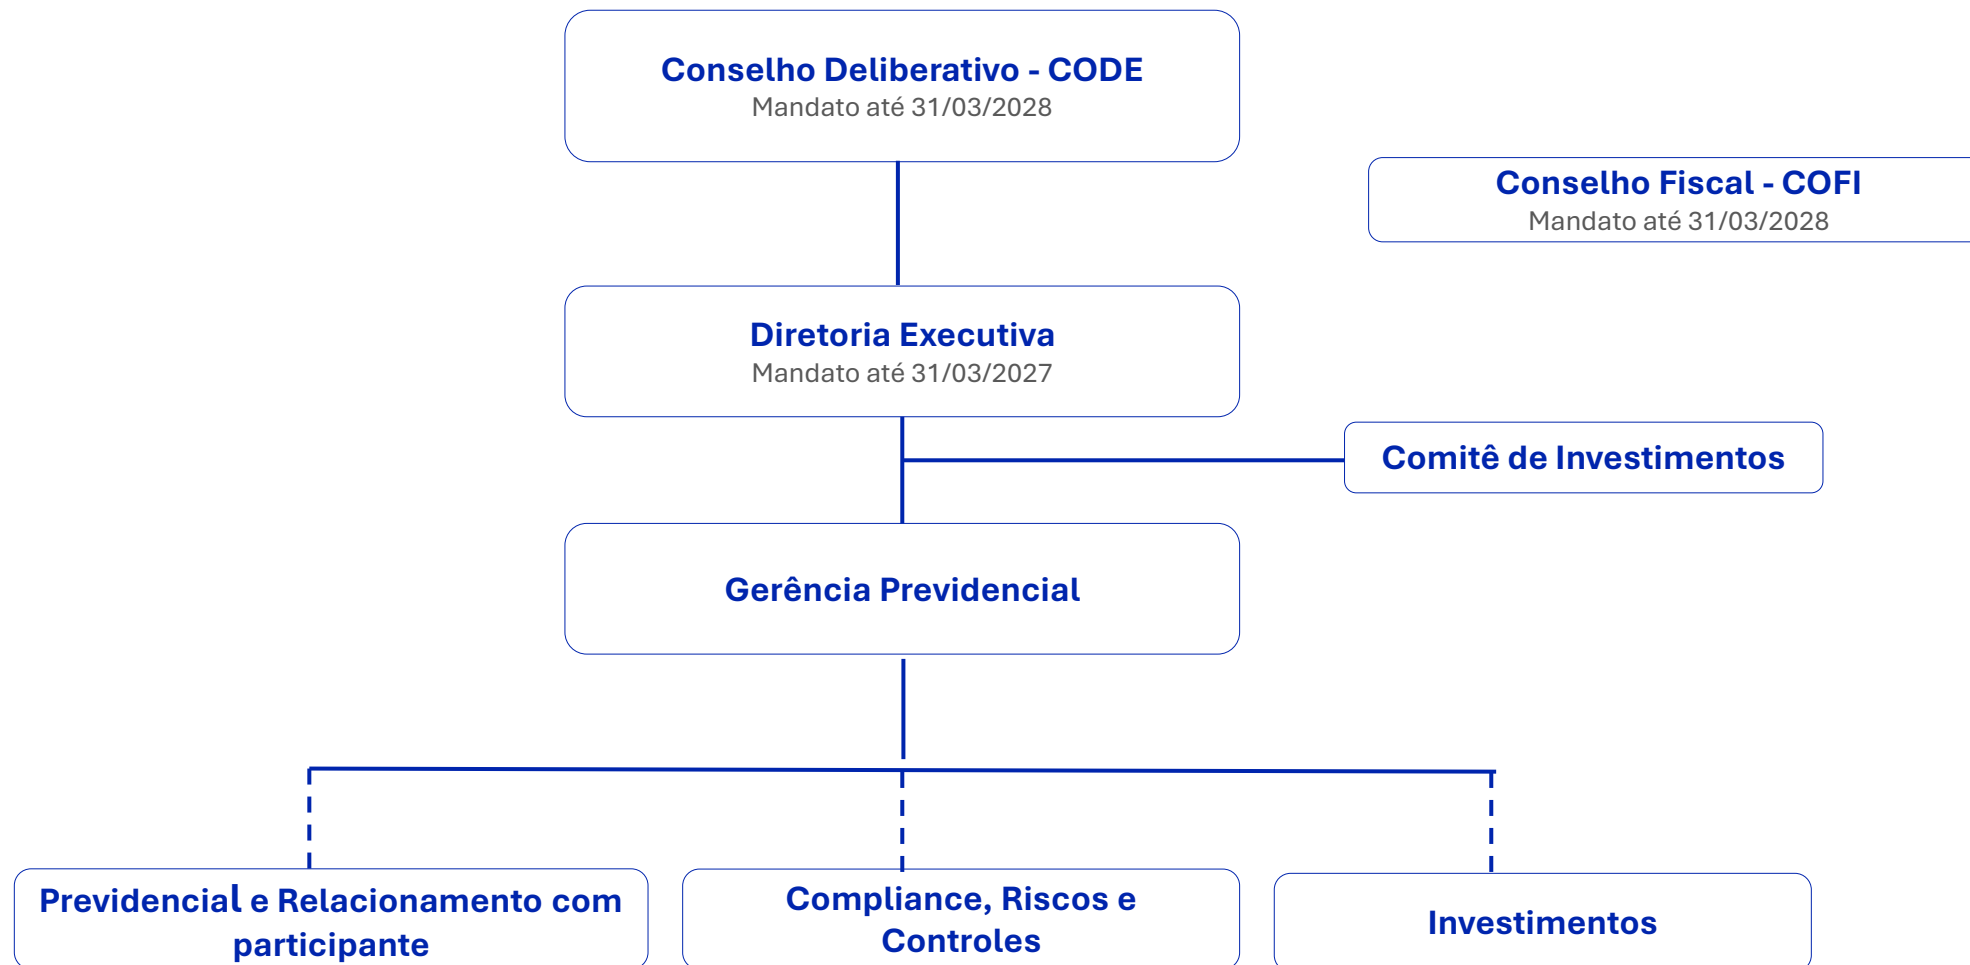 Conselho Deliberativo - CODE
Mandato até 31/03/2028
Conselho Fiscal - COFI
Mandato até 31/03/2028
Diretoria Executiva
Mandato até 31/03/2027
Comitê de Investimentos
Gerência Previdencial
Previdencial e Relacionamento com
participante
Compliance, Riscos e
Controles
Investimentos